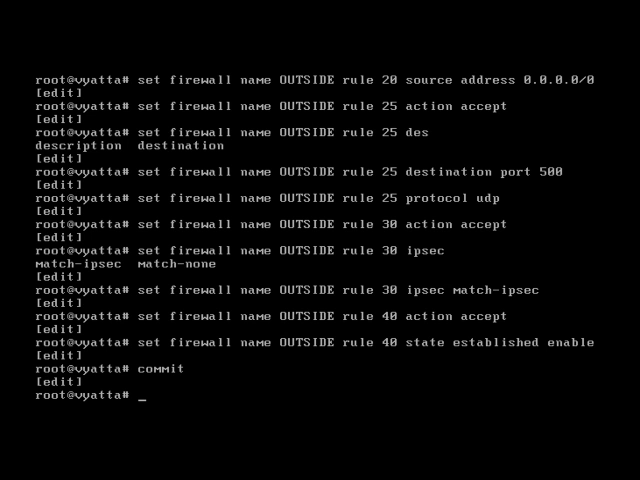 root@vyatta# set firewall name OUTSIDE rule 20 source address 0.0.0.0/0
[edit]
root@vyatta# set firewall name OUTSIDE rule 25 action accept
[edit]
root@vyatta# set firewall name OUTSIDE rule 25 des
description  destination
[edit]
root@vyatta# set firewall name OUTSIDE rule 25 destination port 500
[edit]
root@vyatta# set firewall name OUTSIDE rule 25 protocol udp
[edit]
root@vyatta# set firewall name OUTSIDE rule 30 action accept
[edit]
root@vyatta# set firewall name OUTSIDE rule 30 ipsec
match-ipsec  match-none
[edit]
root@vyatta# set firewall name OUTSIDE rule 30 ipsec match-ipsec
[edit]
root@vyatta# set firewall name OUTSIDE rule 40 action accept
[edit]
root@vyatta# set firewall name OUTSIDE rule 40 state established enable
[edit]
root@vyatta# commit
[edit]
root@vyatta# _